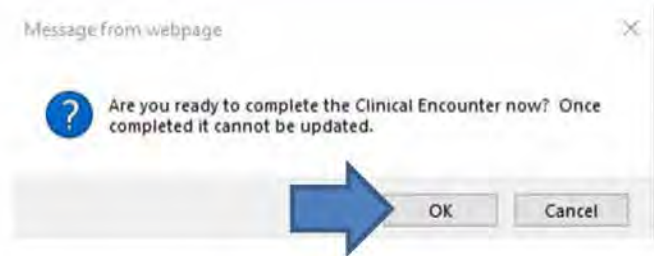 Message from webpage
Are you ready to complete the Clinical Encounter now?  Once
completed it cannot be updated.
OK
Cancel